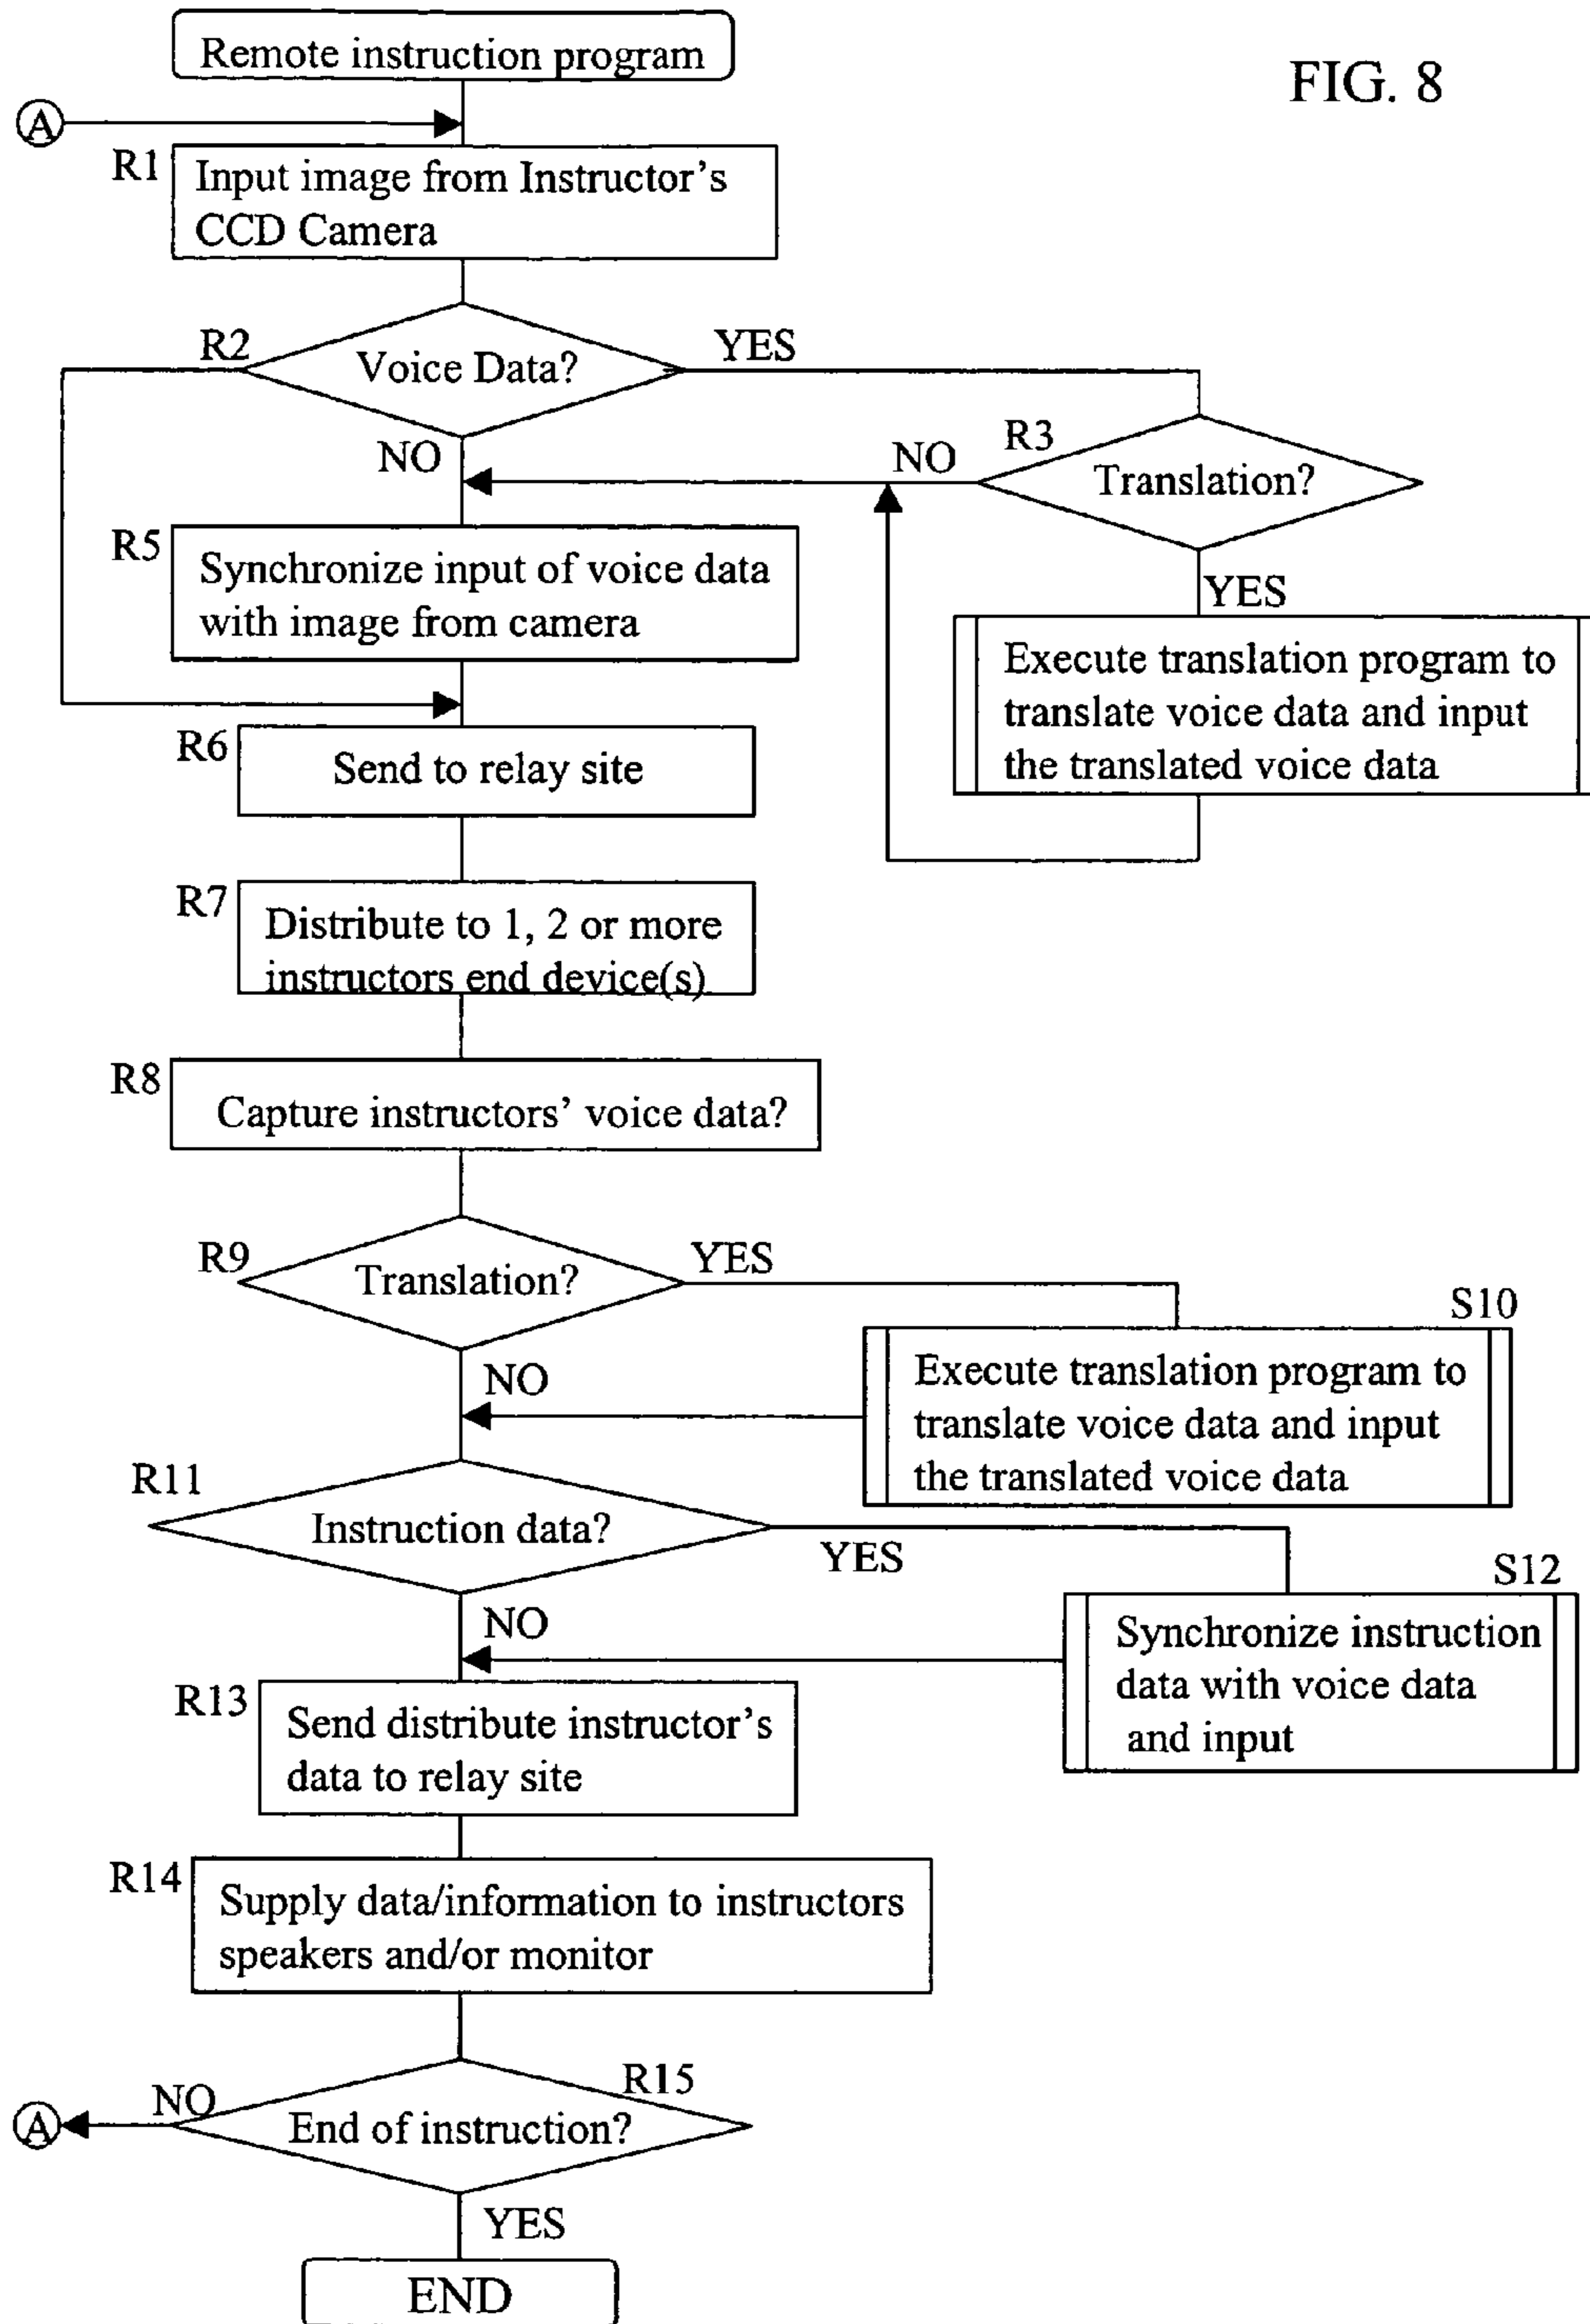 Remote instruction program
FIG. 8
A
R1
Input image from Instructor's
CCD Camera
R2
Voice Data?
YES
NO
R3
Translation?
NO
YES
Execute translation program to
translate voice data and input
the translated voice data
R5
Synchronize input of voice data
with image from camera
R6
Send to relay site
R7
Distribute to 1, 2 or more
instructors end device(s)
R8
Capture instructors' voice data?
R9
Translation?
YES
NO
S10
Execute translation program to
translate voice data and input
the translated voice data
R11
Instruction data?
YES
NO
S12
Synchronize instruction
data with voice data
and input
R13
Send distribute instructor's
data to relay site
R14
Supply data/information to instructors
speakers and/or monitor
R15
End of instruction?
NO
A
YES
END